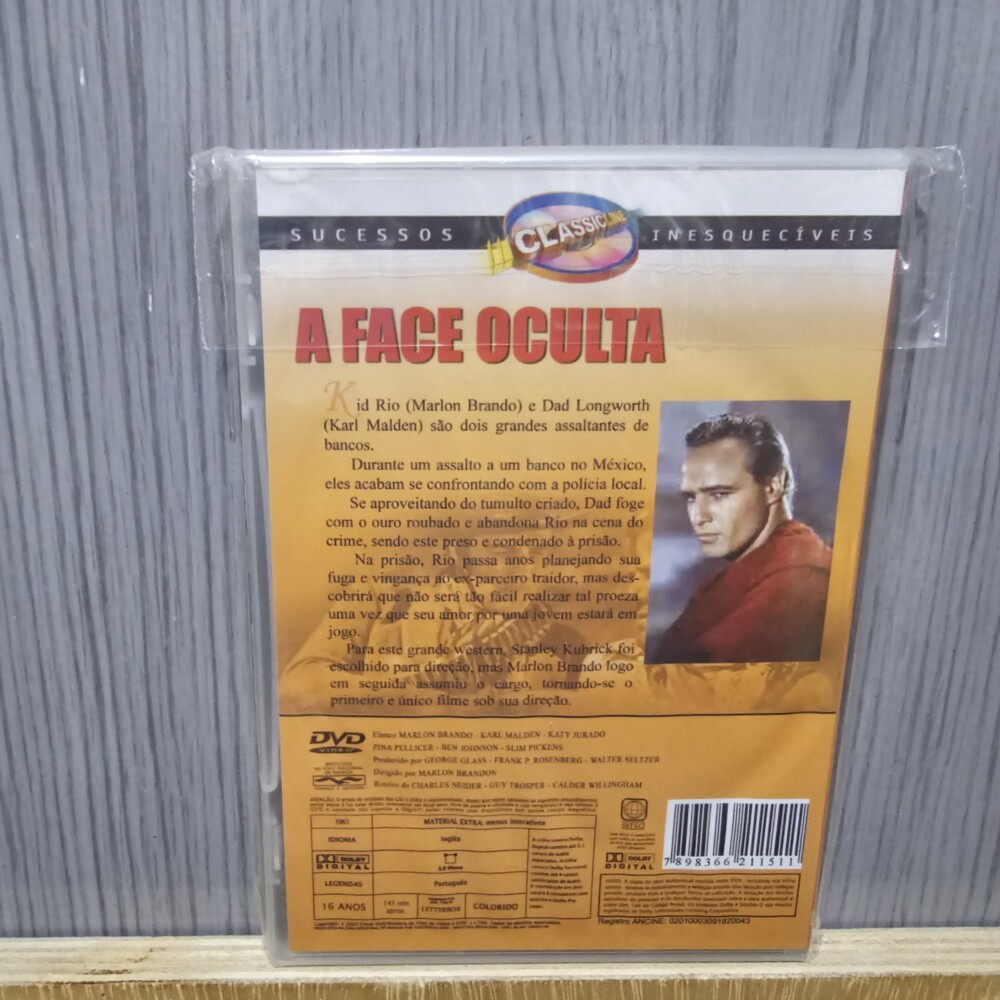 SUCESSOS CLASSICLINE INESQUECÍVEIS
A FACE OCULTA
Kid Rio (Marlon Brando) e Dad Longworth
(Karl Malden) são dois grandes assaltantes de
bancos.
Durante um assalto a um banco no México,
eles acabam se confrontando com a polícia local.
Se aproveitando do tumulto criado, Dad foge
com o ouro roubado e abandona Rio na cena do
crime, sendo este preso e condenado à prisão.
Na prisão, Rio passa anos planejando sua
fuga e vingança ao ex-parceiro traidor, mas des-
cobrirá que não será tão fácil realizar tal proeza
uma vez que seu amor por uma jovem estará em
jogo.
Para este grande western, Stanley Kubrick foi
escolhido para direção, mas Marlon Brando logo
em seguida assumiu o cargo, tornando-se o
primeiro e único filme sob sua direção.
DVD
VIDEO
Elenco MARLON BRANDO - KARL MALDEN - KATY JURADO
PINA PELLICER - BEN JOHNSON - SLIM PICKENS
Produzido por GEORGE GLASS - FRANK P. ROSENBERG - WALTER SELTZER
Dirigido por MARLON BRANDON
Roteiro de CHARLES NEIDER - GUY TROSPER - CALDER WILLINGHAM
1961 MATERIAL EXTRA: menus interativos
IDIOMA Inglês
DOLBY
DIGITAL
LEGENDAS Português
16 ANOS 141 min aprox. LETTERBOX COLORIDO
NTSC
DOLBY
DIGITAL
7 898366 211511
Registro ANCINE: 02010003091820043